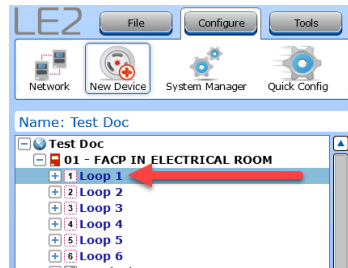 LE2 File Configure Tools
Network New Device System Manager Quick Config
Name: Test Doc
Test Doc
01 - FACP IN ELECTRICAL ROOM
1 Loop 1
2 Loop 2
3 Loop 3
4 Loop 4
5 Loop 5
6 Loop 6